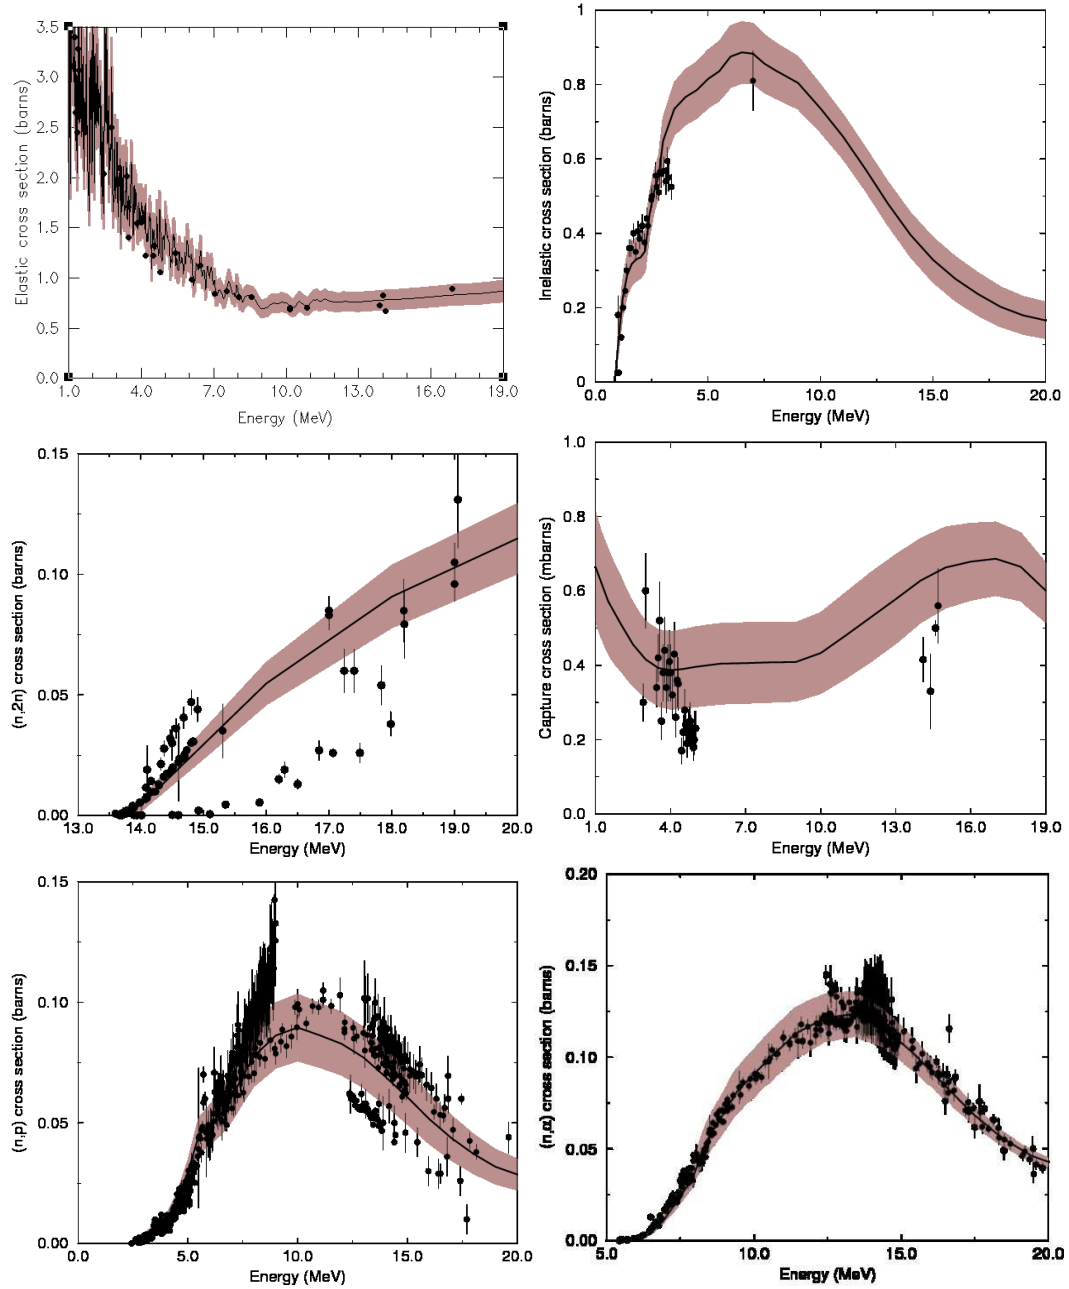 3.5
3.0
2.5
2.0
1.5
1.0
0.5
0.0
Elastic cross section (barns)
1.0 4.0 7.0 10.0 13.0 16.0 19.0
Energy (MeV)
1
0.8
0.6
0.4
0.2
0
Inelastic cross section (barns)
0.0 5.0 10.0 15.0 20.0
Energy (MeV)
0.15
0.10
0.05
0.00
(n,2n) cross section (barns)
13.0 14.0 15.0 16.0 17.0 18.0 19.0 20.0
Energy (MeV)
1.0
0.8
0.6
0.4
0.2
0.0
Capture cross section (mbarns)
1.0 4.0 7.0 10.0 13.0 16.0 19.0
Energy (MeV)
0.15
0.10
0.05
0.00
(n,p) cross section (barns)
0.0 5.0 10.0 15.0 20.0
Energy (MeV)
0.20
0.15
0.10
0.05
0.00
(n,α) cross section (barns)
5.0 10.0 15.0 20.0
Energy (MeV)